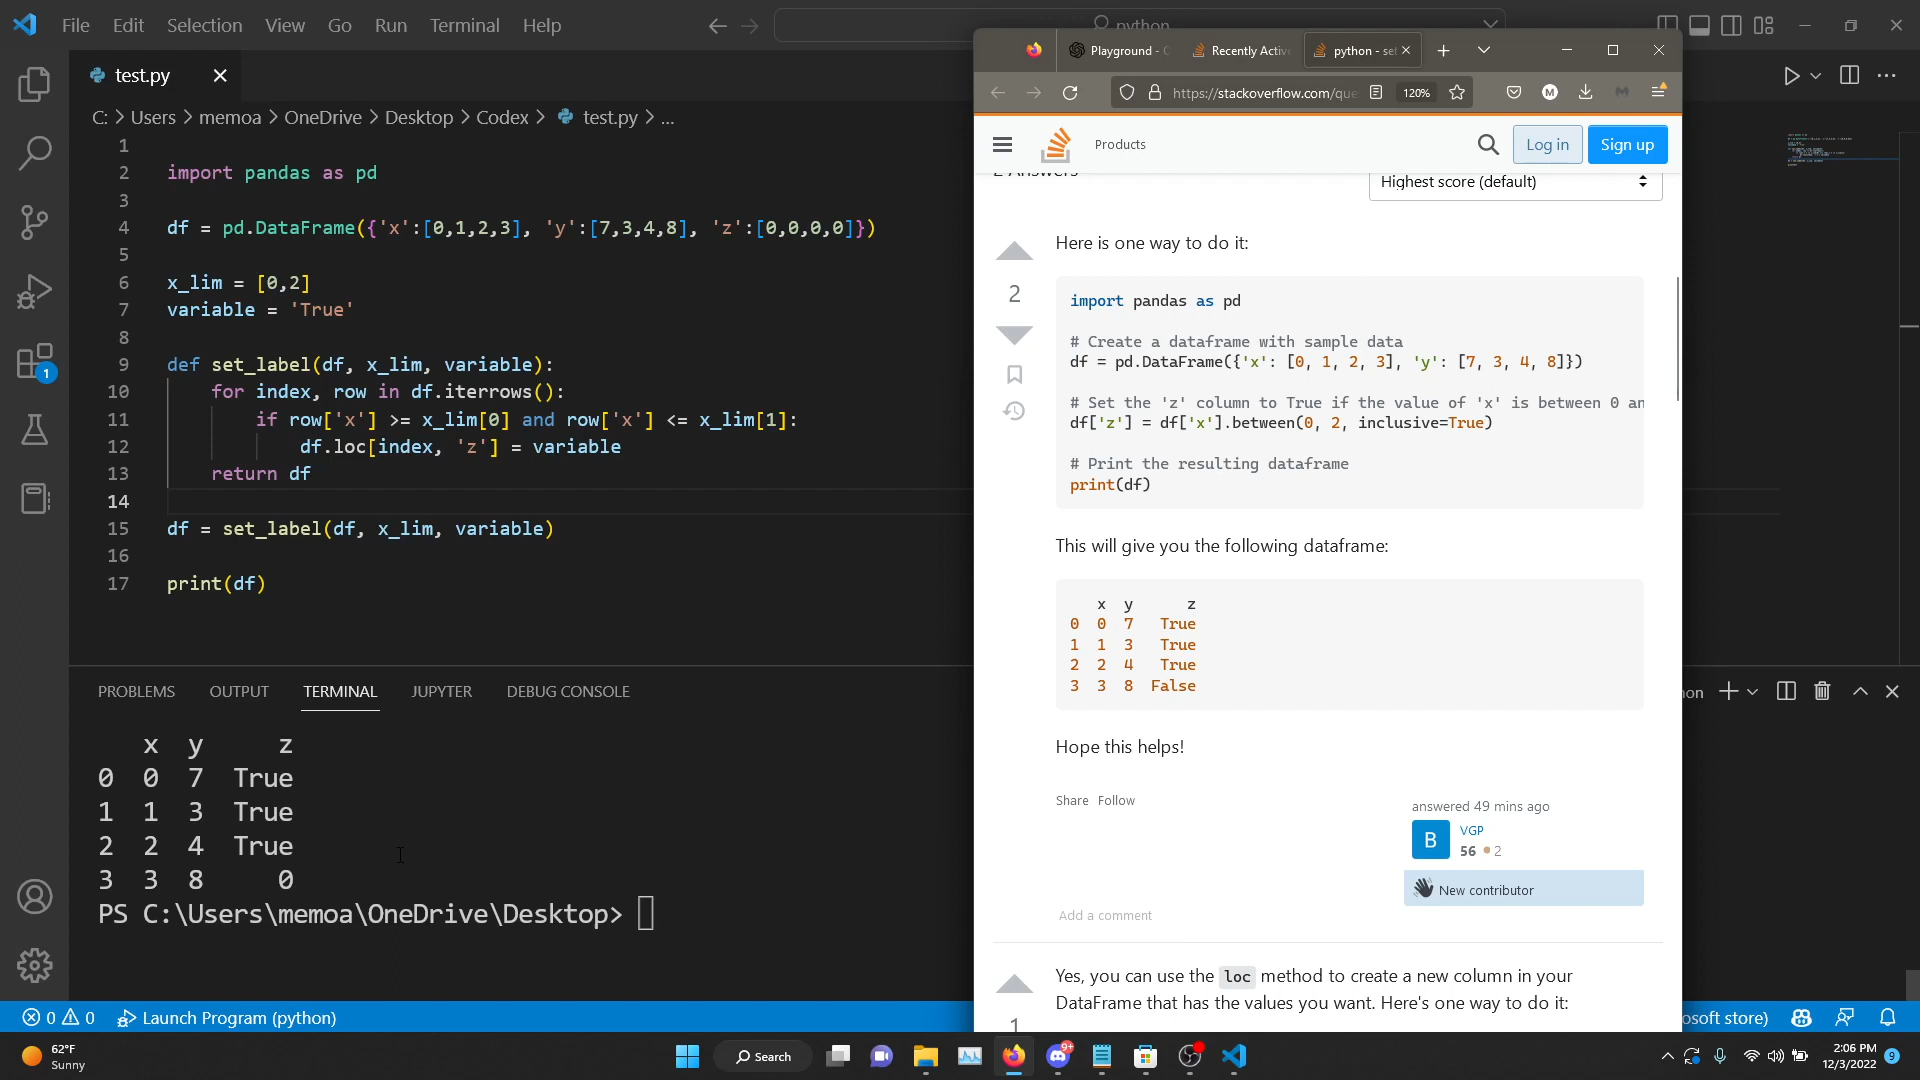 File Edit Selection View Go Run Terminal Help
python
test.py
C: > Users > memoa > OneDrive > Desktop > Codex > test.py > ...
1
2 import pandas as pd
3
4 df = pd.DataFrame({'x':[0,1,2,3], 'y':[7,3,4,8], 'z':[0,0,0,0]})
5
6 x_lim = [0,2]
7 variable = 'True'
8
9 def set_label(df, x_lim, variable):
10 for index, row in df.iterrows():
11 if row['x'] >= x_lim[0] and row['x'] <= x_lim[1]:
12 df.loc[index, 'z'] = variable
13 return df
14
15 df = set_label(df, x_lim, variable)
16
17 print(df)
1
PROBLEMS OUTPUT TERMINAL JUPYTER DEBUG CONSOLE
x y z
0 0 7 True
1 1 3 True
2 2 4 True
3 3 8 0
PS C:\Users\memoa\OneDrive\Desktop>
Playground - Recently Activ python - set
https://stackoverflow.com/que 120%
M
Products Log in Sign up
2 Answers
Highest score (default)
Here is one way to do it:
2
import pandas as pd
# Create a dataframe with sample data
df = pd.DataFrame({'x': [0, 1, 2, 3], 'y': [7, 3, 4, 8]})
# Set the 'z' column to True if the value of 'x' is between 0 an
df['z'] = df['x'].between(0, 2, inclusive=True)
# Print the resulting dataframe
print(df)
This will give you the following dataframe:
x y z
0 0 7 True
1 1 3 True
2 2 4 True
3 3 8 False
Hope this helps!
Share Follow
answered 49 mins ago
B VGP
56 2
New contributor
Add a comment
Yes, you can use the loc method to create a new column in your
DataFrame that has the values you want. Here's one way to do it:
1
0 0 Launch Program (python)
osoft store)
62°F
Sunny
Search
9+
2:06 PM
12/3/2022
9